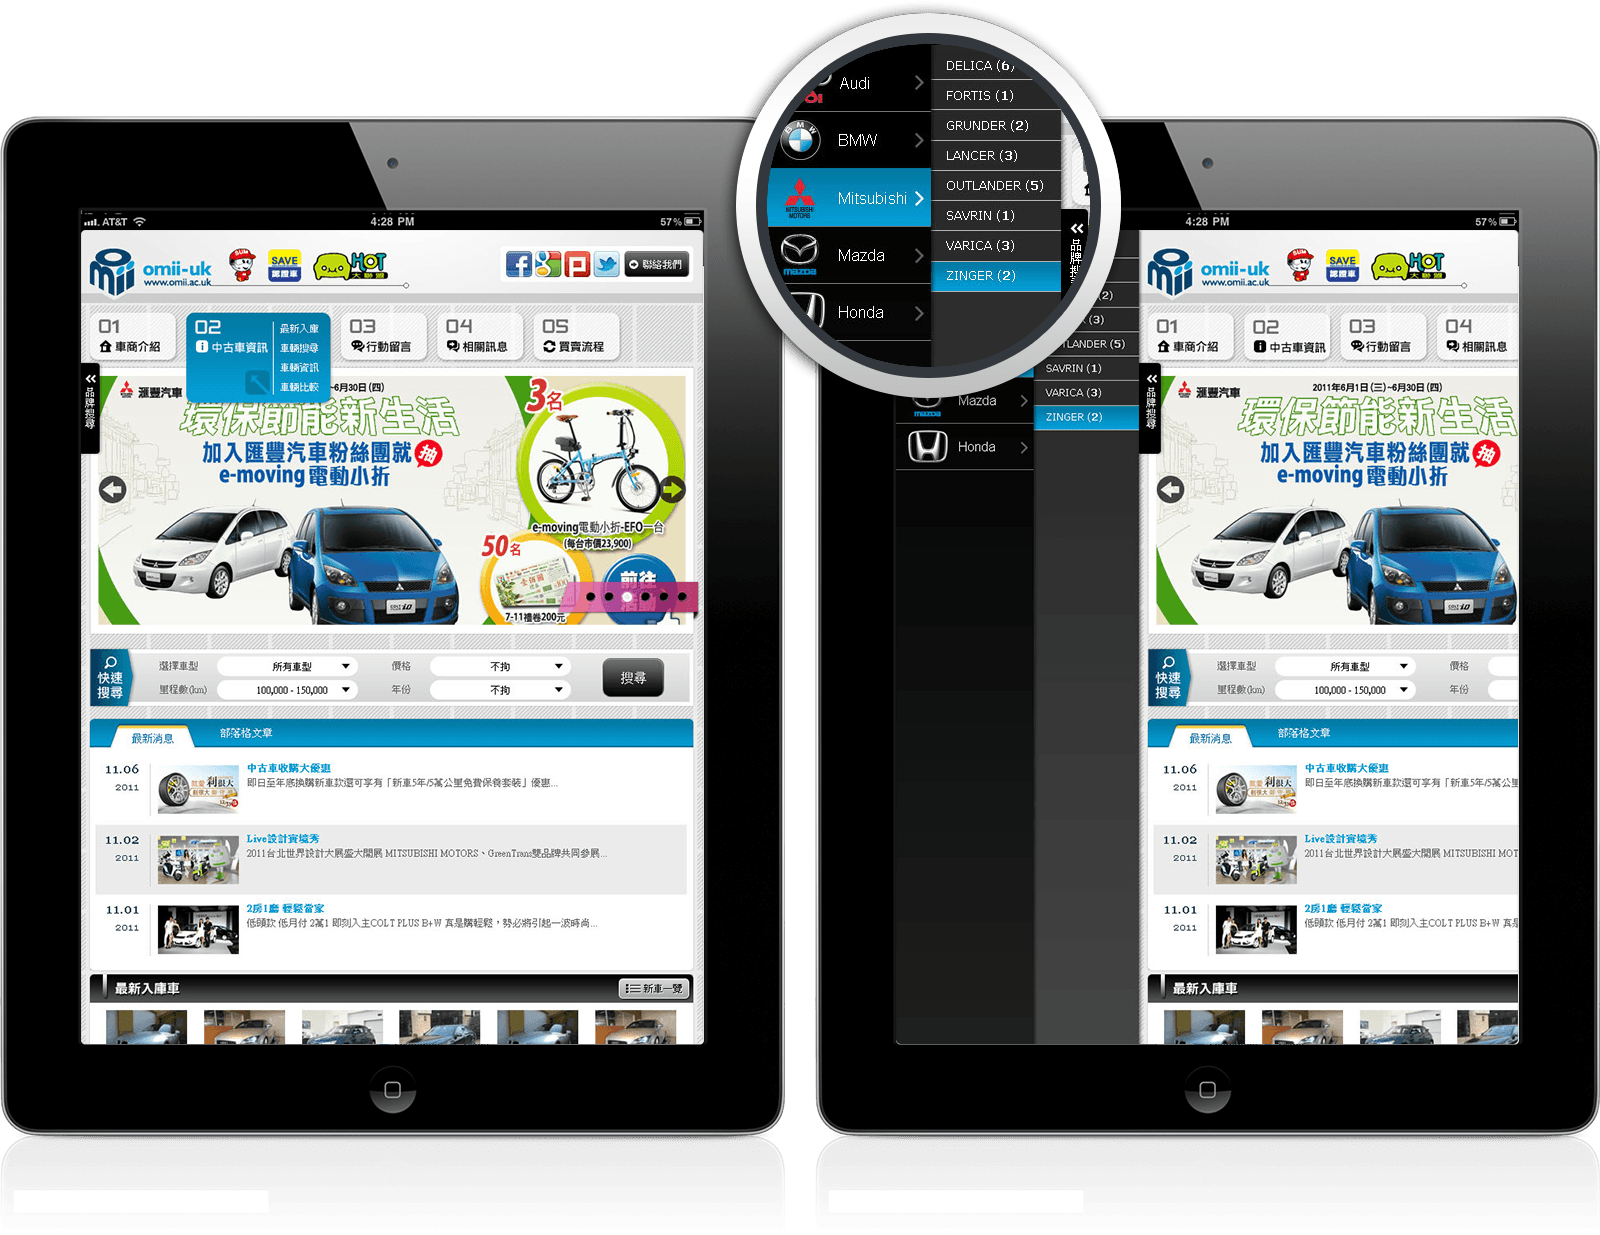 AT&T
4:28 PM
57%
omii-uk
www.omii.ac.uk
SUM
SAVE
認證車
HOT
大聯盟
聯絡我們
01
車商介紹
02
中古車資訊
最新入庫
車輛搜尋
車輛資訊
車輛比較
03
行動留言
04
相關訊息
05
買賣流程
品牌搜尋
匯豐汽車
~6月30日(四)
環保節能新生活
加入匯豐汽車粉絲團就抽
e-moving電動小折
3名
e-moving電動小折-EFO一台
(每台市價23,900)
50名
7-11禮卷200元
前往
快速
搜尋
選擇車型
所有車型
價格
不拘
里程數(km)
100,000 - 150,000
年份
不拘
搜尋
最新消息
部落格文章
11.06
2011
中古車收購大優惠
即日至年底換購新車款還可享有「新車5年/5萬公里免費保養套裝」優惠...
11.02
2011
Live設計實境秀
2011台北世界設計大展盛大開展 MITSUBISHI MOTORS、GreenTrans雙品牌共同參展...
11.01
2011
2房1廳 輕鬆當家
低頭款 低月付 2萬1 即刻入主COLT PLUS B+W 真是購輕鬆，勢必將引起一波時尚...
最新入庫車
新車一覽
Audi
BMW
Mitsubishi
MITSUBISHI
MOTORS
Mazda
mazda
Honda
DELICA (6)
FORTIS (1)
GRUNDER (2)
LANCER (3)
OUTLANDER (5)
SAVRIN (1)
VARICA (3)
ZINGER (2)
品牌搜
4:28 PM
57%
(2)
(3)
TLANDER (5)
SAVRIN (1)
VARICA (3)
ZINGER (2)
Mazda
mazda
Honda
omii-uk
www.omii.ac.uk
SUM
SAVE
認證車
HOT
大聯盟
01
車商介紹
02
中古車資訊
03
行動留言
04
相關訊息
品牌搜尋
匯豐汽車
2011年6月1日(三)~6月30日(四)
環保節能新生活
加入匯豐汽車粉絲團就抽
e-moving電動小折
快速
搜尋
選擇車型
所有車型
價格
里程數(km)
100,000 - 150,000
年份
最新消息
部落格文章
11.06
2011
中古車收購大優惠
即日至年底換購新車款還可享有「新車5年/5萬公里
11.02
2011
Live設計實境秀
2011台北世界設計大展盛大開展 MITSUBISHI MOT
11.01
2011
2房1廳 輕鬆當家
低頭款 低月付 2萬1 即刻入主COLT PLUS B+W 真是
最新入庫車